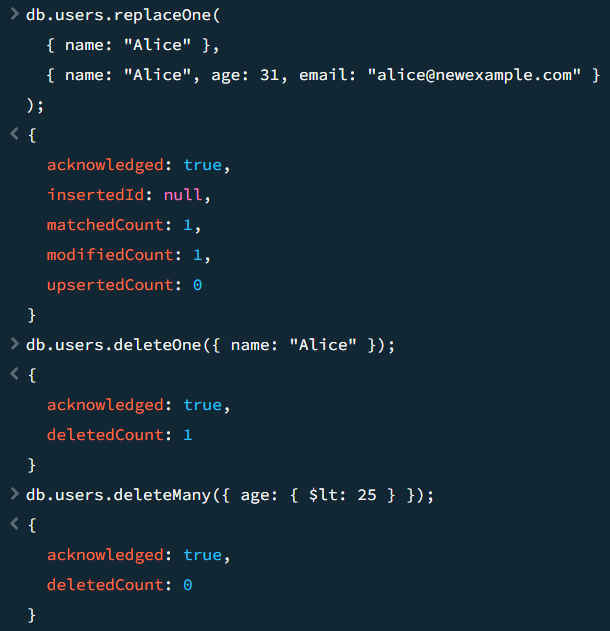 > db.users.replaceOne(
{ name: "Alice" },
{ name: "Alice", age: 31, email: "alice@newexample.com" }
);
< {
acknowledged: true,
insertedId: null,
matchedCount: 1,
modifiedCount: 1,
upsertedCount: 0
}
> db.users.deleteOne({ name: "Alice" });
< {
acknowledged: true,
deletedCount: 1
}
> db.users.deleteMany({ age: { $lt: 25 } });
< {
acknowledged: true,
deletedCount: 0
}